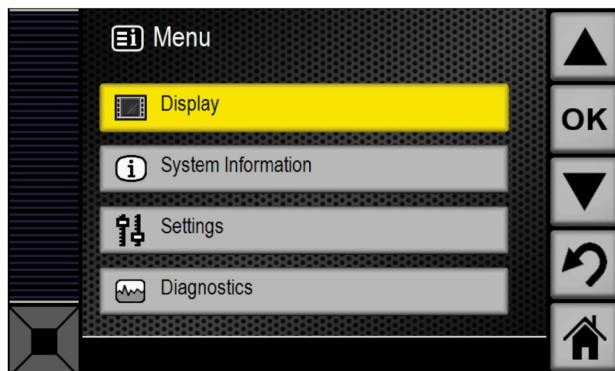 Menu
Display
OK
System Information
Settings
Diagnostics